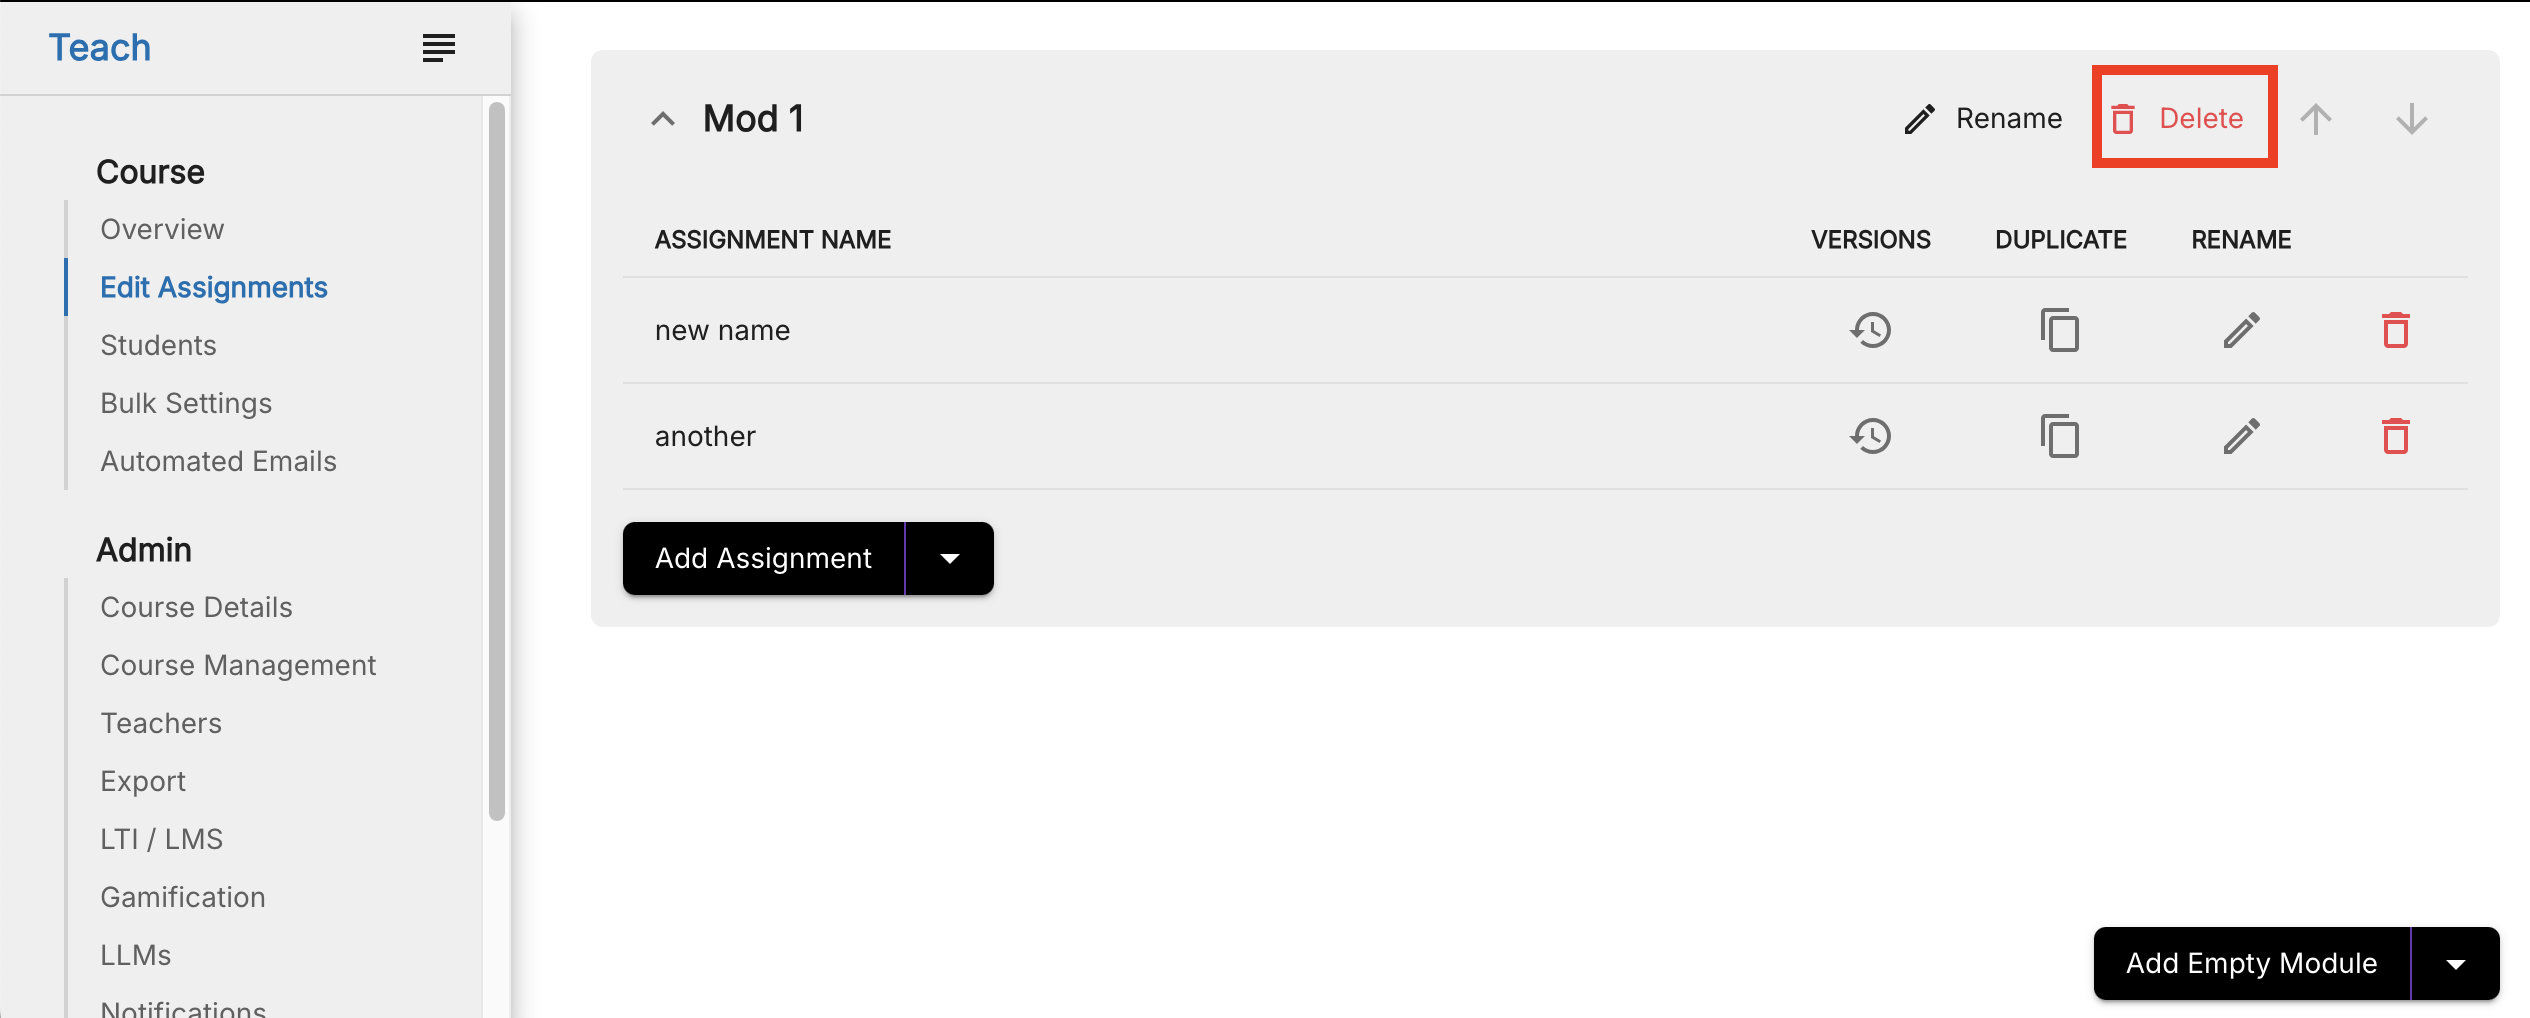 Teach
Course
Overview
Edit Assignments
Students
Bulk Settings
Automated Emails
Admin
Course Details
Course Management
Teachers
Export
LTI / LMS
Gamification
LLMs
Notifications
Mod 1
Rename
Delete
ASSIGNMENT NAME VERSIONS DUPLICATE RENAME
new name
another
Add Assignment
Add Empty Module